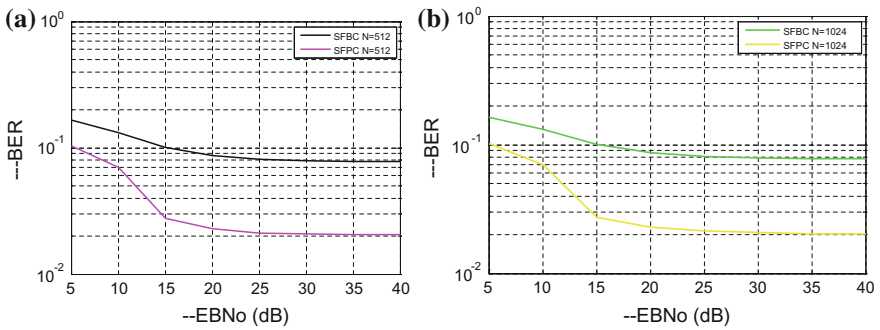 (a)
10^0
SFBC N=512
SFPC N=512
---BER
10^-1
10^-2
5 10 15 20 25 30 35 40
--EBNo (dB)
(b)
10^0
SFBC N=1024
SFPC N=1024
---BER
10^-1
10^-2
5 10 15 20 25 30 35 40
--EBNo (dB)